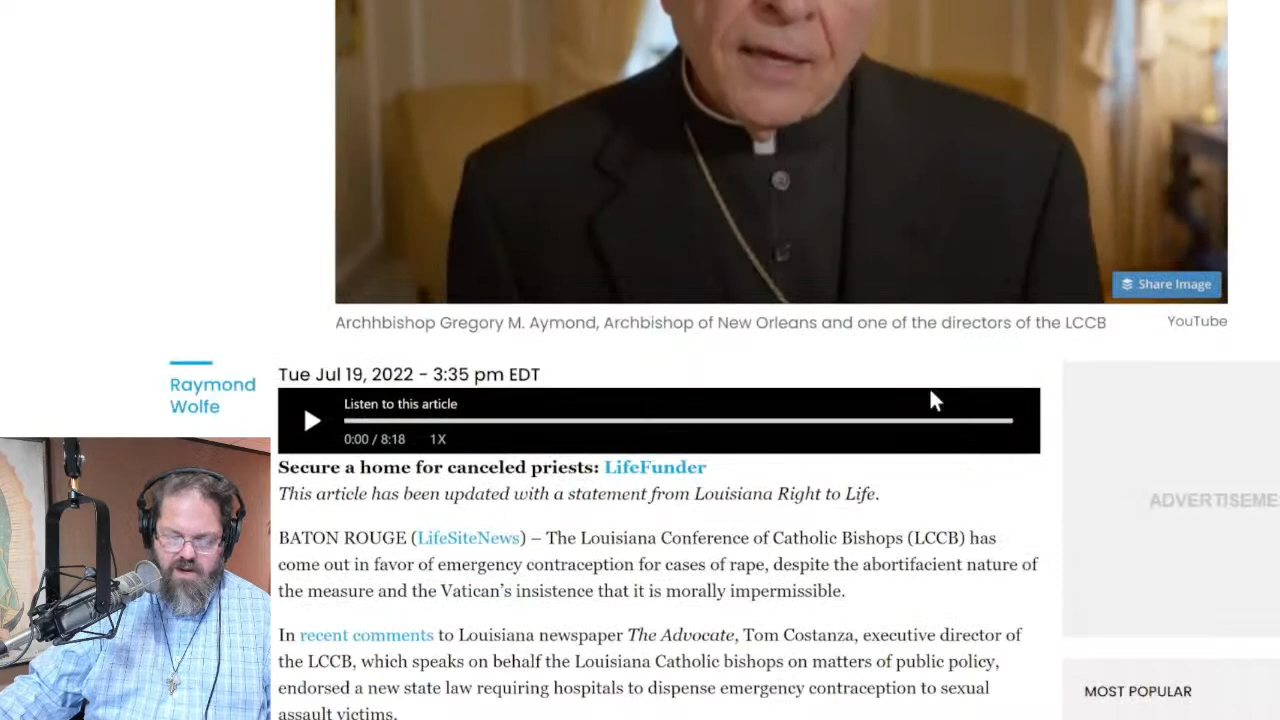 Share Image
Archhbishop Gregory M. Aymond, Archbishop of New Orleans and one of the directors of the LCCB
YouTube
Raymond
Wolfe
Tue Jul 19, 2022 - 3:35 pm EDT
Listen to this article
0:00 / 8:18 1X
Secure a home for canceled priests: LifeFunder
This article has been updated with a statement from Louisiana Right to Life.
BATON ROUGE (LifeSiteNews) – The Louisiana Conference of Catholic Bishops (LCCB) has
come out in favor of emergency contraception for cases of rape, despite the abortifacient nature of
the measure and the Vatican's insistence that it is morally impermissible.
In recent comments to Louisiana newspaper The Advocate, Tom Costanza, executive director of
the LCCB, which speaks on behalf the Louisiana Catholic bishops on matters of public policy,
endorsed a new state law requiring hospitals to dispense emergency contraception to sexual
assault victims.
ADVERTISEME
MOST POPULAR